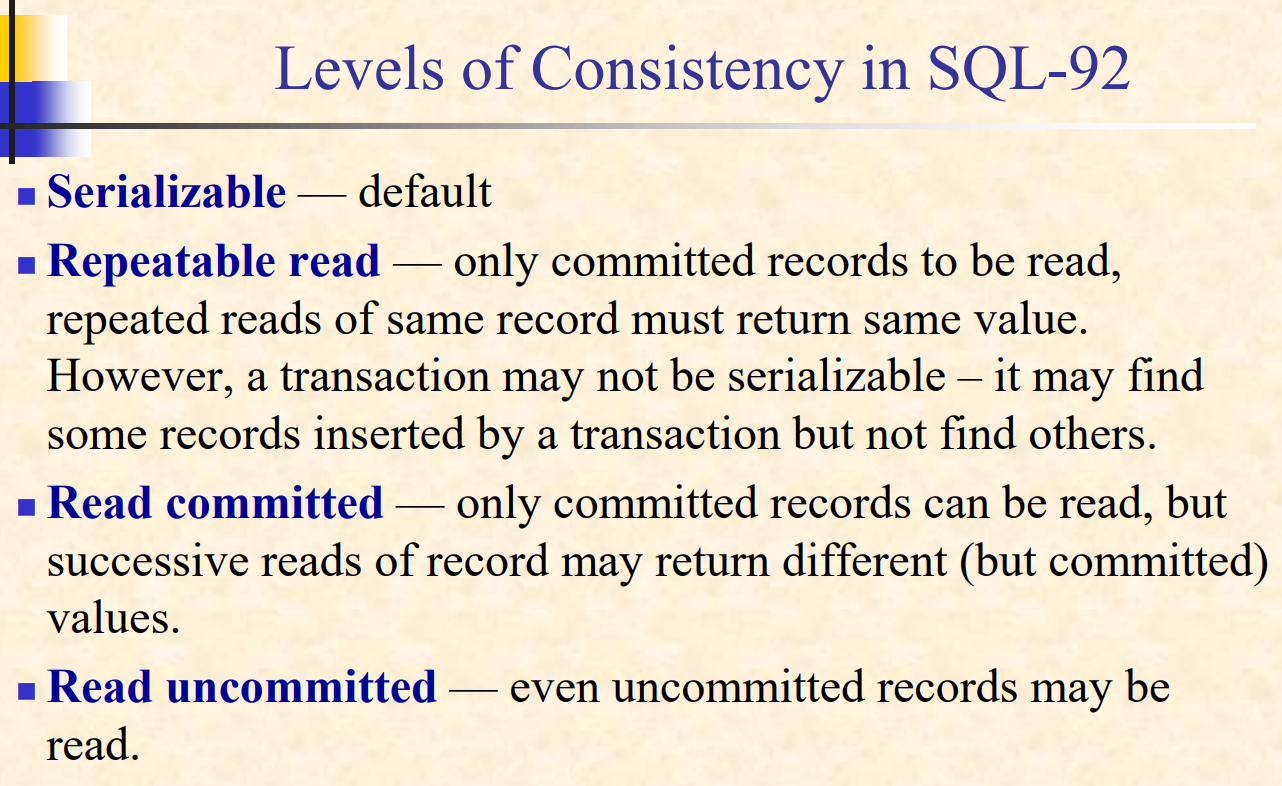 Levels of Consistency in SQL-92
Serializable — default
Repeatable read — only committed records to be read,
repeated reads of same record must return same value.
However, a transaction may not be serializable – it may find
some records inserted by a transaction but not find others.
Read committed — only committed records can be read, but
successive reads of record may return different (but committed)
values.
Read uncommitted — even uncommitted records may be
read.